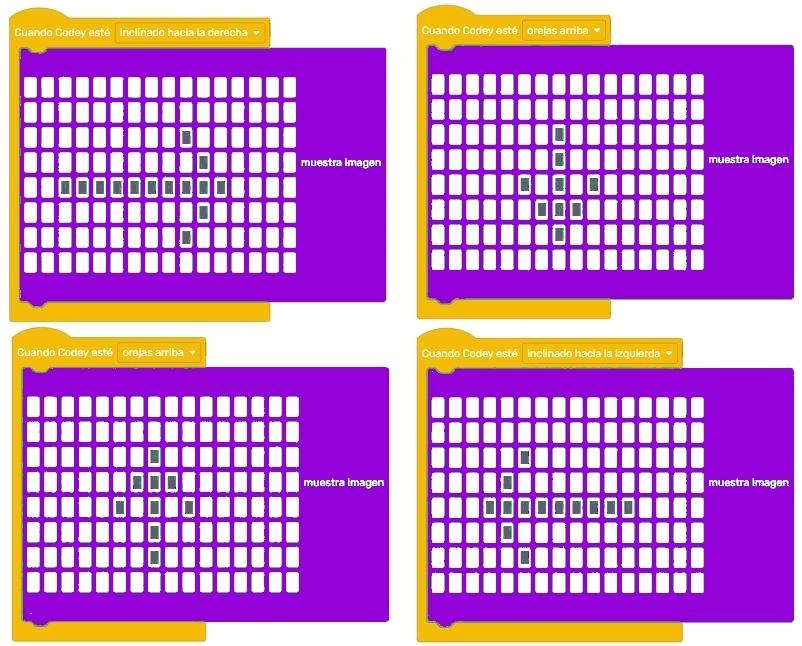 Cuando Codey esté inclinado hacia la derecha
muestra imagen
Cuando Codey esté orejas arriba
muestra imagen
Cuando Codey esté orejas arriba
muestra imagen
Cuando Codey esté inclinado hacia la izquierda
muestra imagen